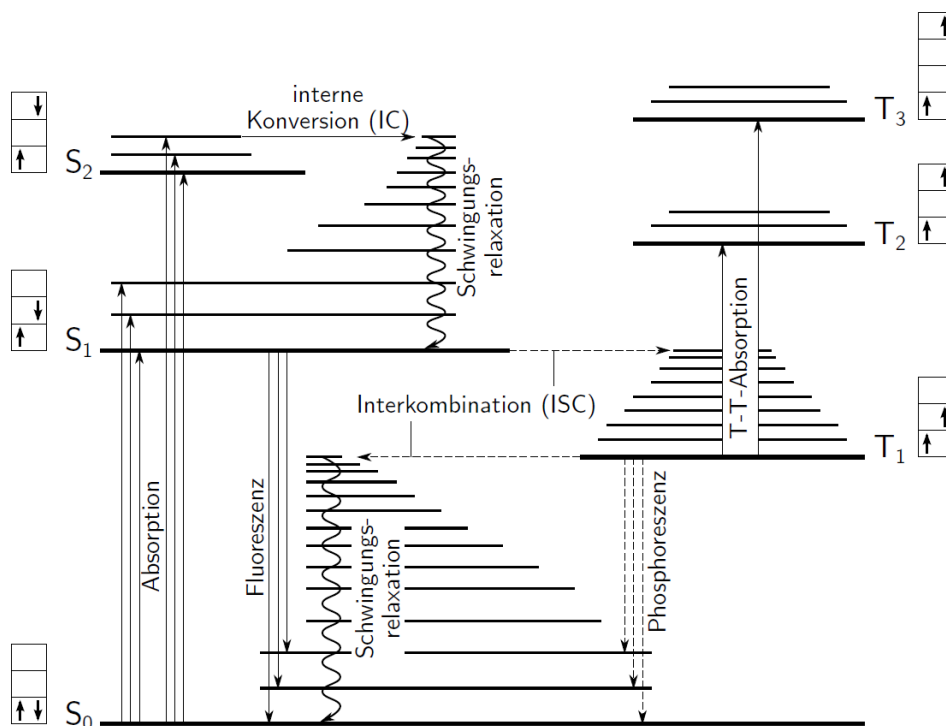 interne
Konversion (IC)
S2
S1
S0
Schwingungs-
relaxation
T3
T2
T1
T-T-Absorption
Interkombination (ISC)
Absorption
Fluoreszenz
Schwingungs-
relaxation
Phosphoreszenz